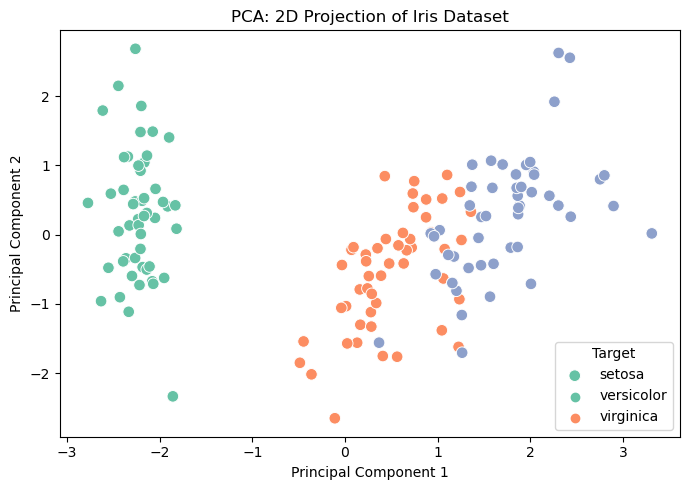 PCA: 2D Projection of Iris Dataset
Principal Component 2
2
1
0
−1
−2
−3
−2
−1
0
1
2
3
Principal Component 1
Target
setosa
versicolor
virginica